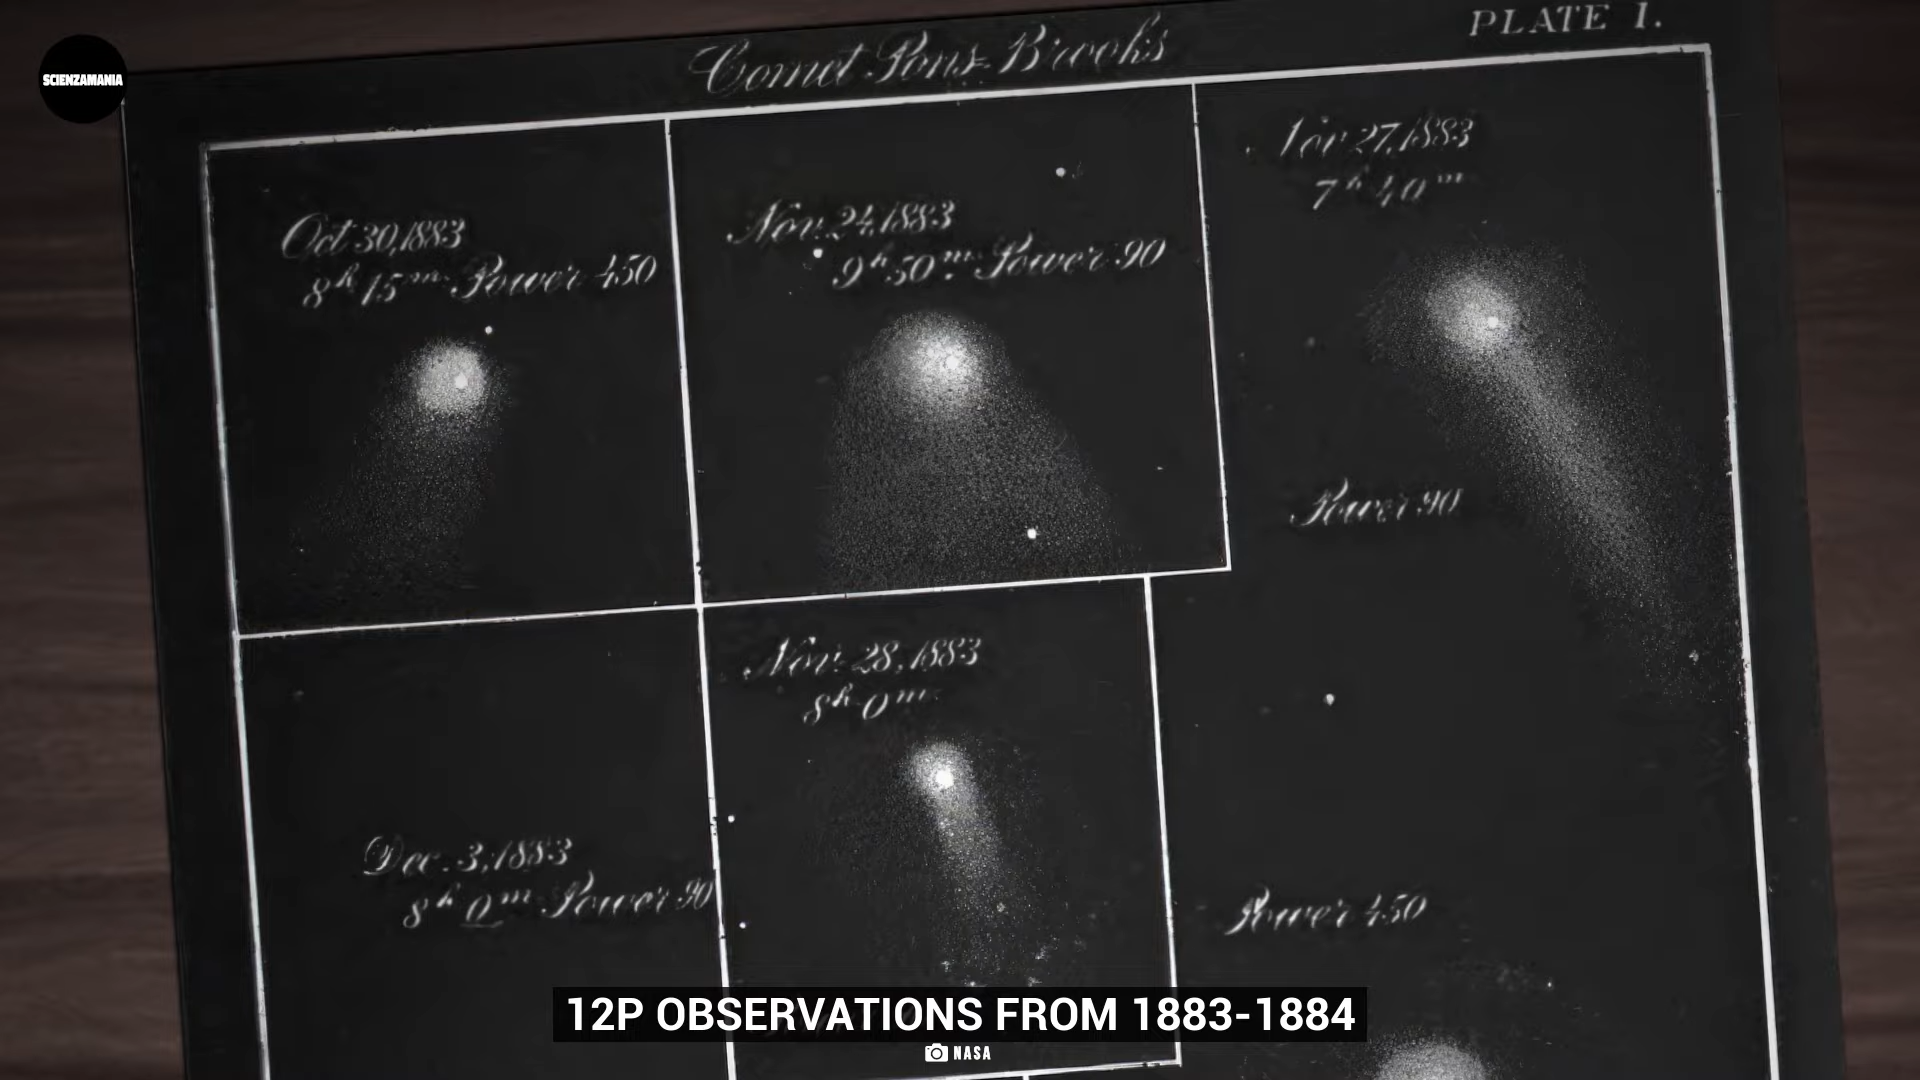 SCIENZAMANIA
PLATE 1.
Comet Pons-Brooks
Oct 30, 1883
8h 15m Power 450
Nov. 24, 1883
9h 50m Power 90
Nov 27, 1883
7h 40m
Power 90
Nov. 28, 1883
8h 0m
Dec. 3, 1883
8h 0m Power 90
Power 450
12P OBSERVATIONS FROM 1883-1884
NASA